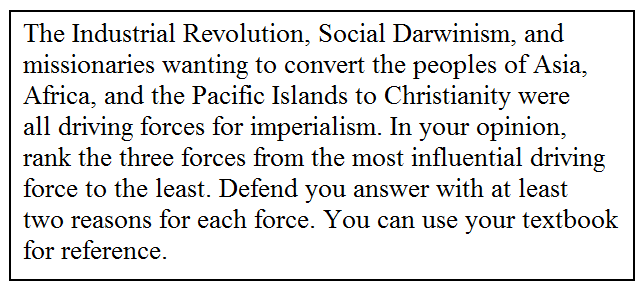 The Industrial Revolution, Social Darwinism, and
missionaries wanting to convert the peoples of Asia,
Africa, and the Pacific Islands to Christianity were
all driving forces for imperialism. In your opinion,
rank the three forces from the most influential driving
force to the least. Defend you answer with at least
two reasons for each force. You can use your textbook
for reference.